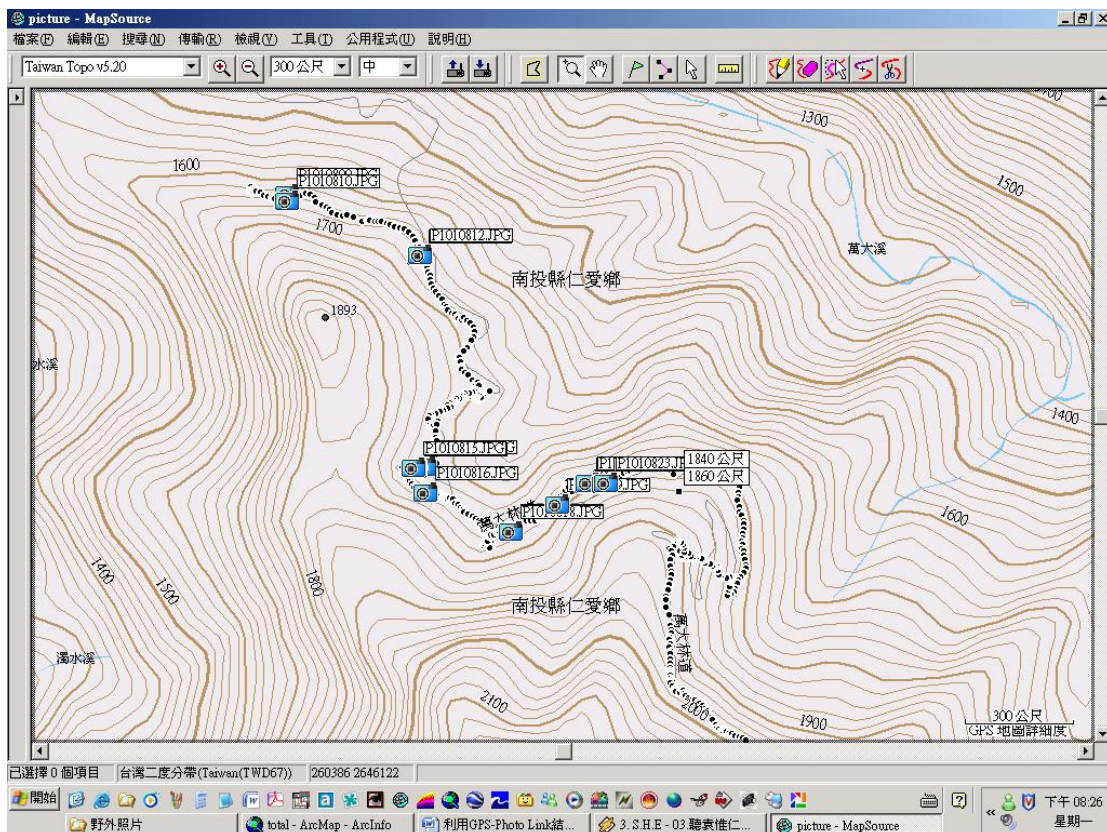 picture - MapSource
檔案(F) 編輯(E) 搜尋(N) 傳輸(R) 檢視(V) 工具(T) 公用程式(U) 說明(H)
Taiwan Topo v5.20 300 公尺 中
1300
1600
P1010810.JPG
1500
1700
P1010812.JPG
萬大溪
南投縣仁愛鄉
1893
水溪
1400
P1010815.JPG
P1010816.JPG
P1010823.JP
1840 公尺
1860 公尺
萬大林
1600
1400
1500
1800
南投縣仁愛鄉
萬大林道
濁水溪
2100
2000
1900
300 公尺
GPS 地圖詳細度
已選擇 0 個項目 台灣二度分帶(Taiwan(TWD67)) 260386 2646122
開始
下午 08:26
星期一
野外照片 total - ArcMap - ArcInfo 利用GPS-Photo Link結... 3. S.H.E - 03.聽袁惟仁... picture - MapSource